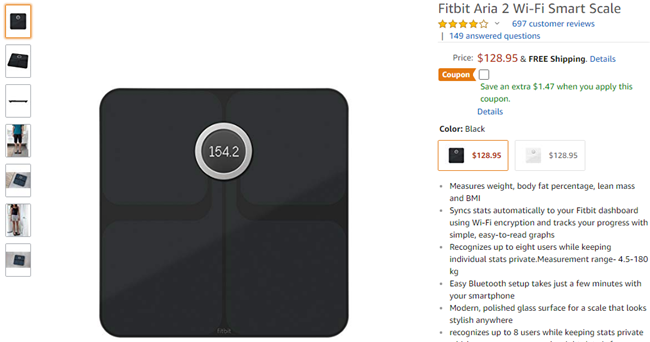 Fitbit Aria 2 Wi-Fi Smart Scale
697 customer reviews
| 149 answered questions
Price: $128.95 & FREE Shipping. Details
Coupon
Save an extra $1.47 when you apply this
coupon.
Details
Color: Black
$128.95 $128.95
154.2
fitbit
• Measures weight, body fat percentage, lean mass
and BMI
• Syncs stats automatically to your Fitbit dashboard
using Wi-Fi encryption and tracks your progress with
simple, easy-to-read graphs
• Recognizes up to eight users while keeping
individual stats private.Measurement range- 4.5-180
kg
• Easy Bluetooth setup takes just a few minutes with
your smartphone
• Modern, polished glass surface for a scale that looks
stylish anywhere
• recognizes up to 8 users while keeping stats private